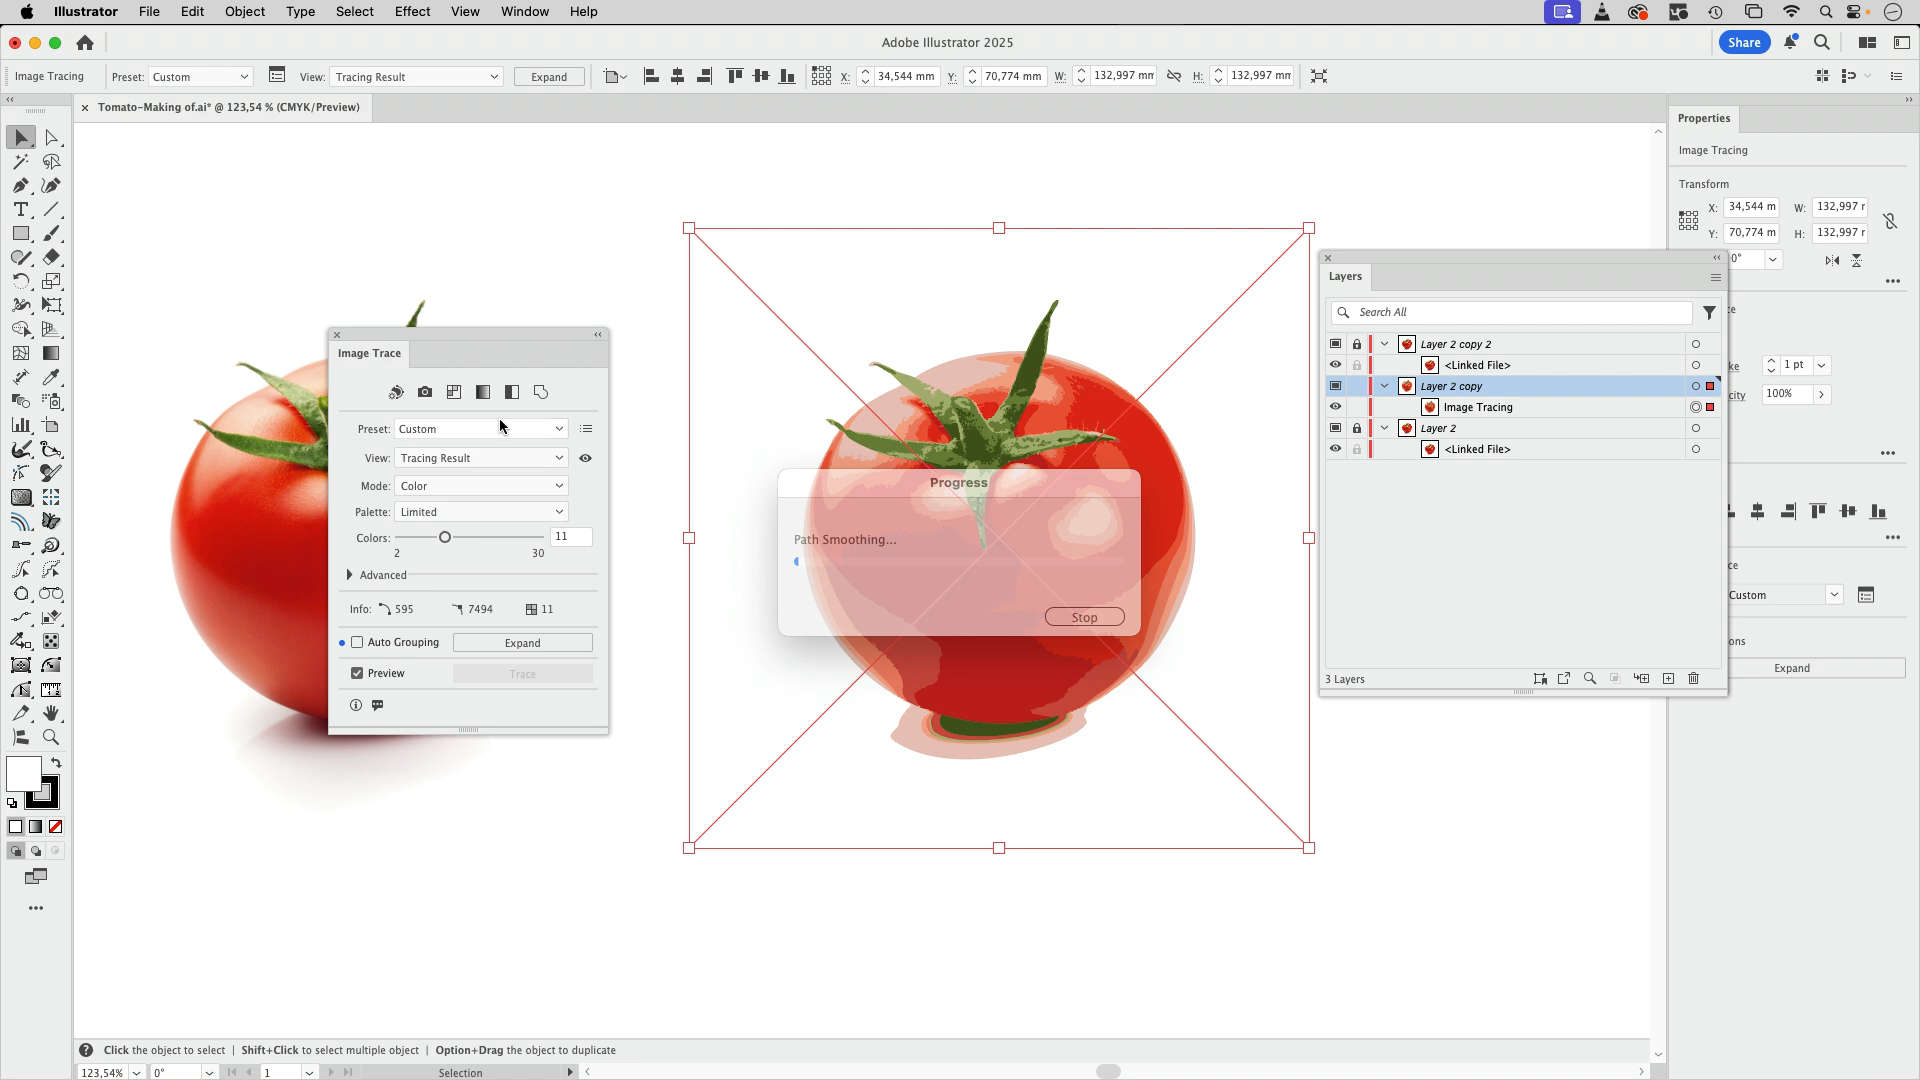 Illustrator File Edit Object Type Select Effect View Window Help
Adobe Illustrator 2025
Share
Image Tracing Preset: Custom View: Tracing Result Expand X: 34,544 mm Y: 70,774 mm W: 132,997 mm H: 132,997 mm
× Tomato-Making of.ai* @ 123,54 % (CMYK/Preview)
Properties
Image Tracing
Transform
X: 34,544 m W: 132,997 r
Y: 70,774 m H: 132,997 r
0°
ce
ke 1 pt
city 100%
ce
Custom
ons
Expand
Layers
Search All
Layer 2 copy 2
<Linked File>
Layer 2 copy
Image Tracing
Layer 2
<Linked File>
3 Layers
Image Trace
Preset: Custom
View: Tracing Result
Mode: Color
Palette: Limited
Colors: 11
2 30
Advanced
Info: 595 7494 11
Auto Grouping Expand
Preview Trace
Progress
Path Smoothing...
Stop
Click the object to select | Shift+Click to select multiple object | Option+Drag the object to duplicate
123,54% 0° 1 Selection